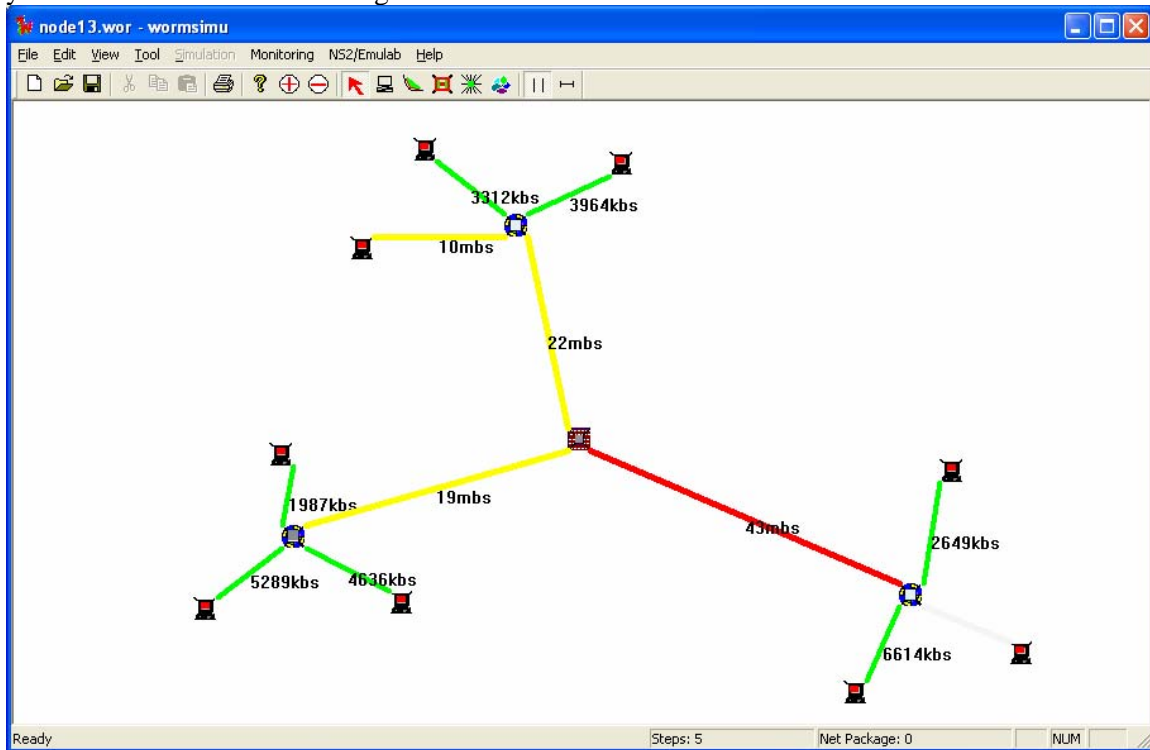 node13.wor - wormsimu
File Edit View Tool Simulation Monitoring NS2/Emulab Help
3312kbs
3964kbs
10mbs
22mbs
19mbs
1987kbs
43mbs
2649kbs
5289kbs
4636kbs
6614kbs
Ready Steps: 5 Net Package: 0 NUM